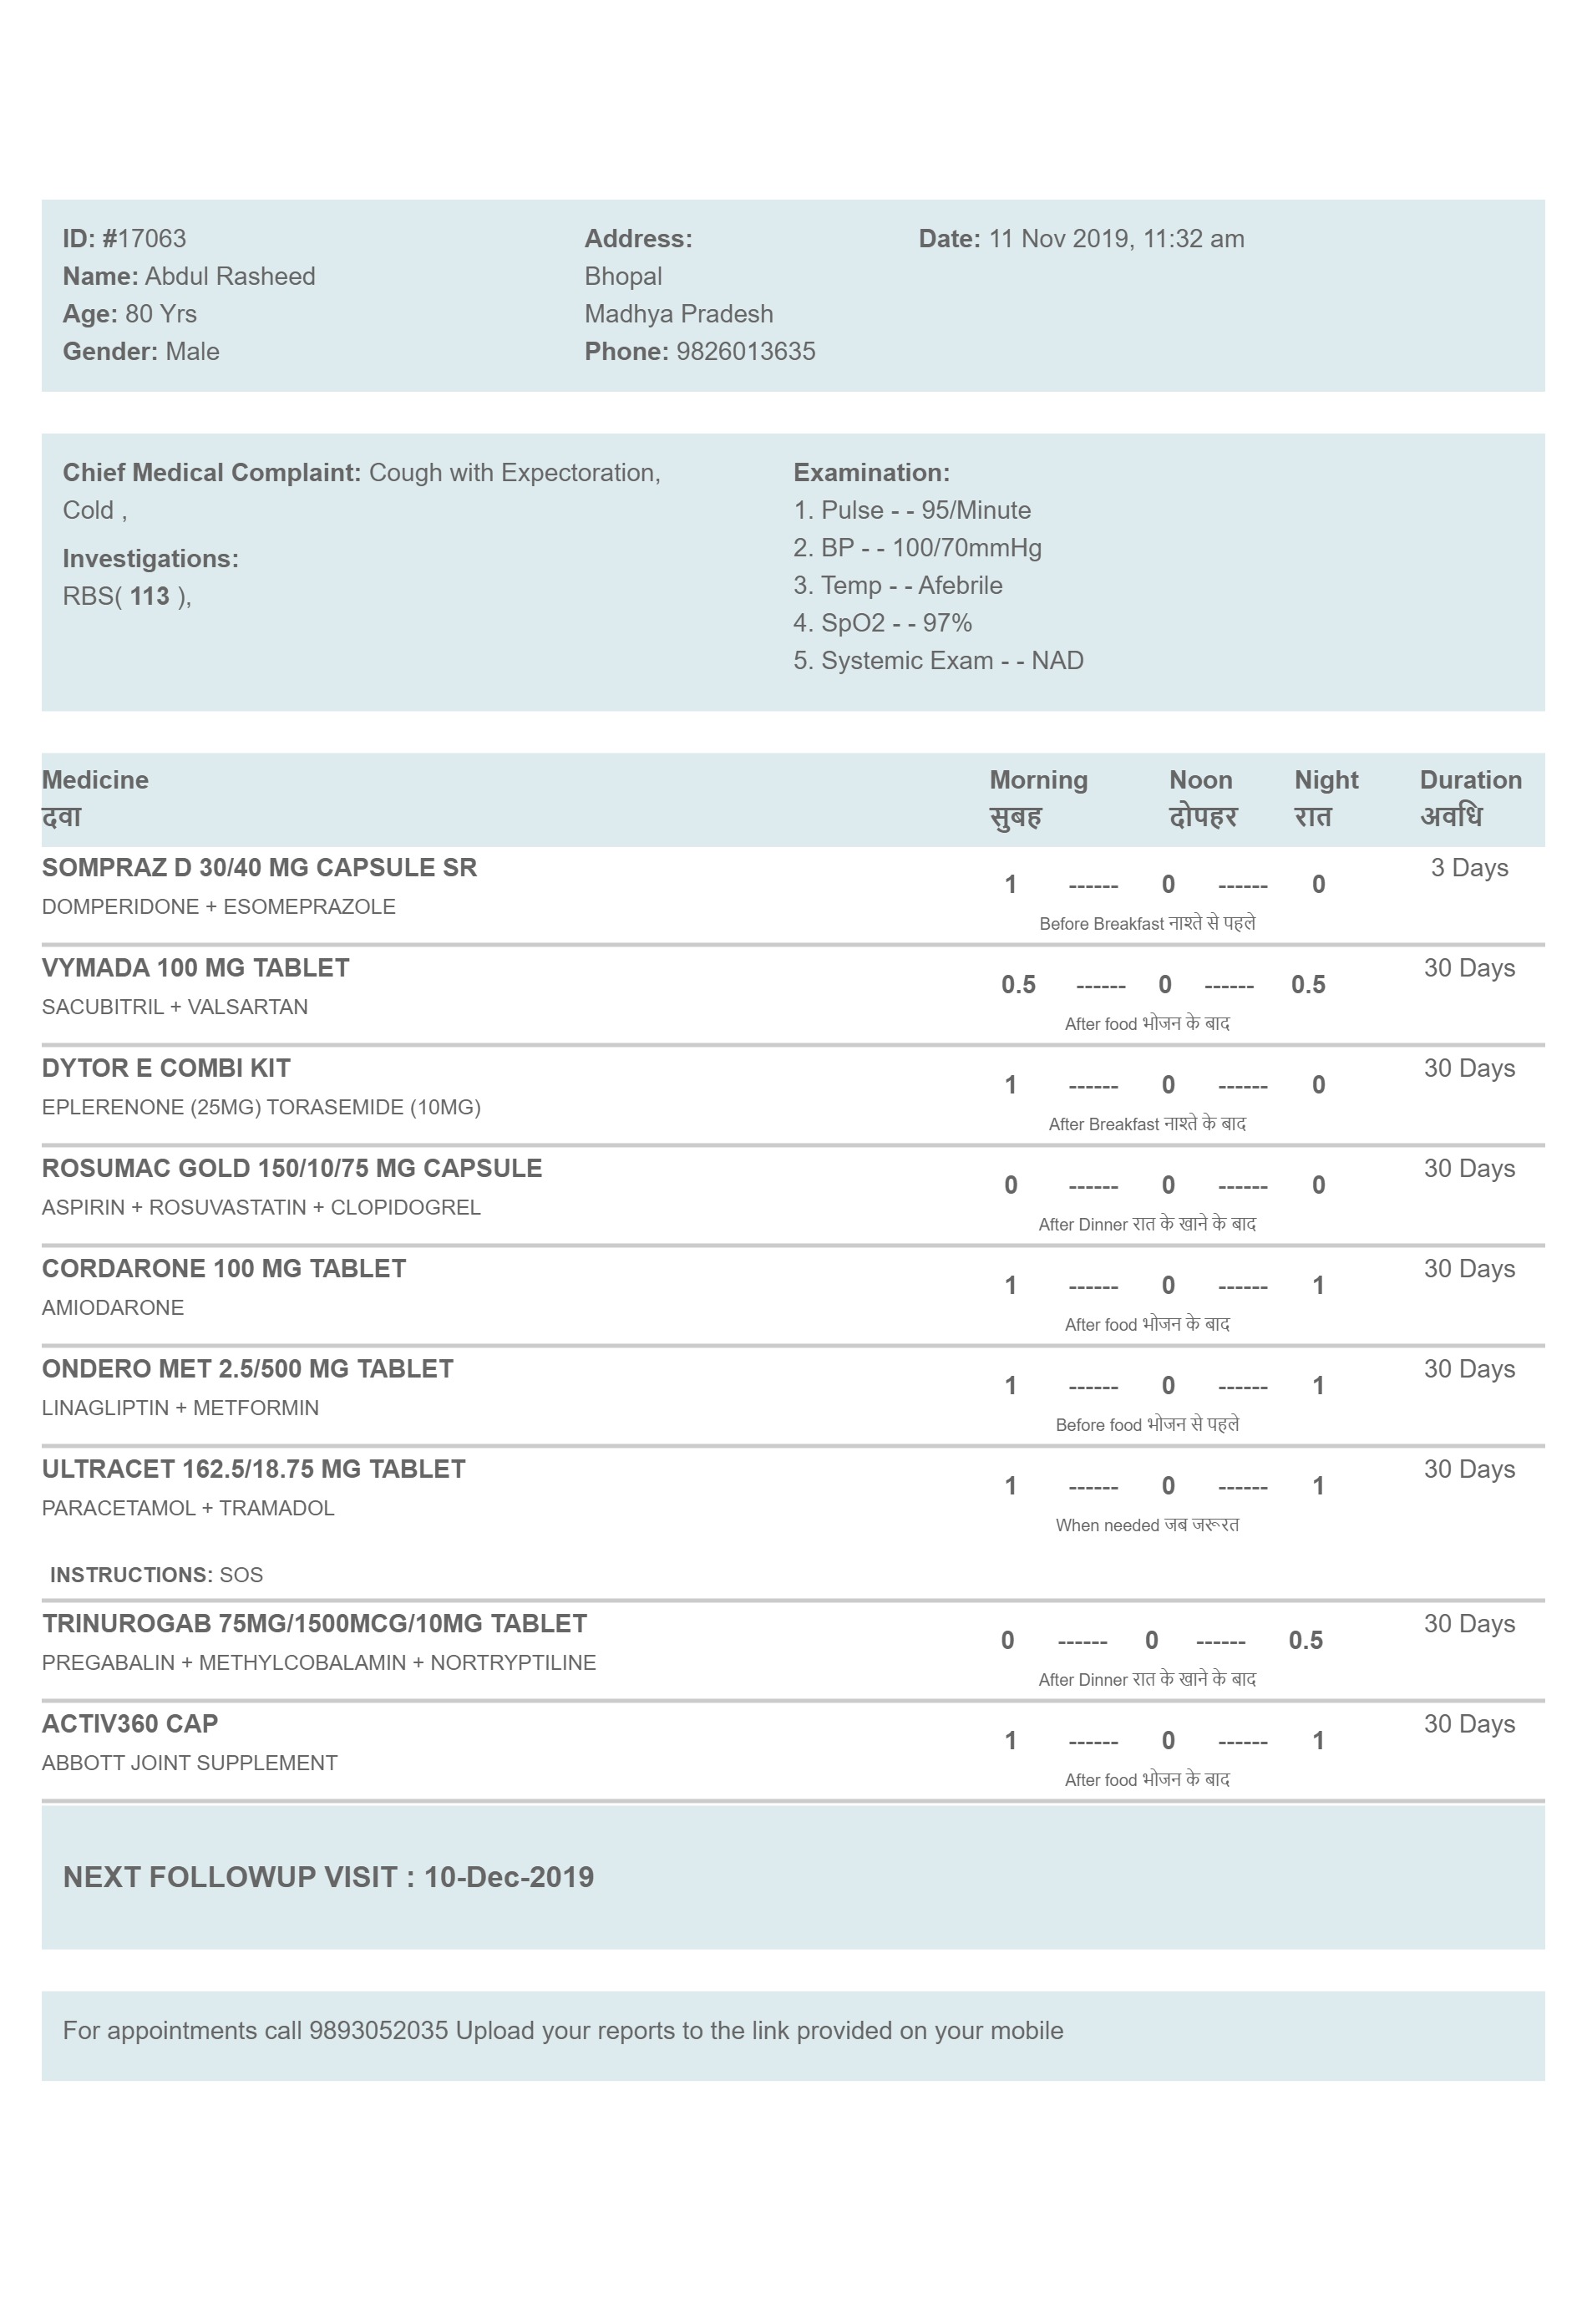 ID: #17063
Name: Abdul Rasheed
Age: 80 Yrs
Gender: Male
Address:
Bhopal
Madhya Pradesh
Phone: 9826013635
Date: 11 Nov 2019, 11:32 am
Chief Medical Complaint: Cough with Expectoration,
Cold ,
Investigations:
RBS( 113 ),
Examination:
1. Pulse - - 95/Minute
2. BP - - 100/70mmHg
3. Temp - - Afebrile
4. SpO2 - - 97%
5. Systemic Exam - - NAD
Medicine Morning Noon Night Duration
दवा सुबह दोपहर रात अवधि
SOMPRAZ D 30/40 MG CAPSULE SR 3 Days
1 ------ 0 ------ 0
DOMPERIDONE + ESOMEPRAZOLE
Before Breakfast नाश्ते से पहले
VYMADA 100 MG TABLET 30 Days
0.5 ------ 0 ------ 0.5
SACUBITRIL + VALSARTAN
After food भोजन के बाद
DYTOR E COMBI KIT 30 Days
1 ------ 0 ------ 0
EPLERENONE (25MG) TORASEMIDE (10MG)
After Breakfast नाश्ते के बाद
ROSUMAC GOLD 150/10/75 MG CAPSULE 30 Days
0 ------ 0 ------ 0
ASPIRIN + ROSUVASTATIN + CLOPIDOGREL
After Dinner रात के खाने के बाद
CORDARONE 100 MG TABLET 30 Days
1 ------ 0 ------ 1
AMIODARONE
After food भोजन के बाद
ONDERO MET 2.5/500 MG TABLET 30 Days
1 ------ 0 ------ 1
LINAGLIPTIN + METFORMIN
Before food भोजन से पहले
ULTRACET 162.5/18.75 MG TABLET 30 Days
1 ------ 0 ------ 1
PARACETAMOL + TRAMADOL
When needed जब जरूरत
INSTRUCTIONS: SOS
TRINUROGAB 75MG/1500MCG/10MG TABLET 30 Days
0 ------ 0 ------ 0.5
PREGABALIN + METHYLCOBALAMIN + NORTRYPTILINE
After Dinner रात के खाने के बाद
ACTIV360 CAP 30 Days
1 ------ 0 ------ 1
ABBOTT JOINT SUPPLEMENT
After food भोजन के बाद
NEXT FOLLOWUP VISIT : 10-Dec-2019
For appointments call 9893052035 Upload your reports to the link provided on your mobile